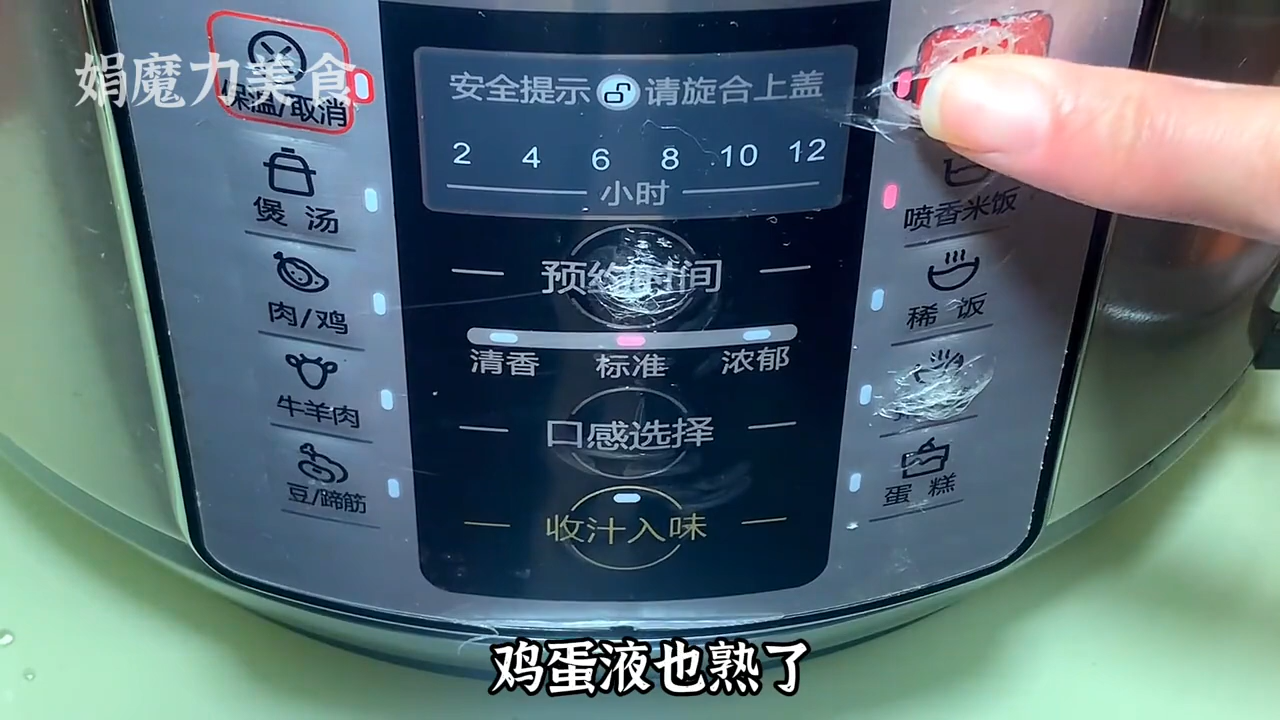 娟魔力美食
保温/取消
安全提示 请旋合上盖
2 4 6 8 10 12
小时
煲汤
喷香米饭
预约时间
肉/鸡
稀饭
清香 标准 浓郁
牛羊肉
口感选择
豆/蹄筋
蛋糕
收汁入味
鸡蛋液也熟了